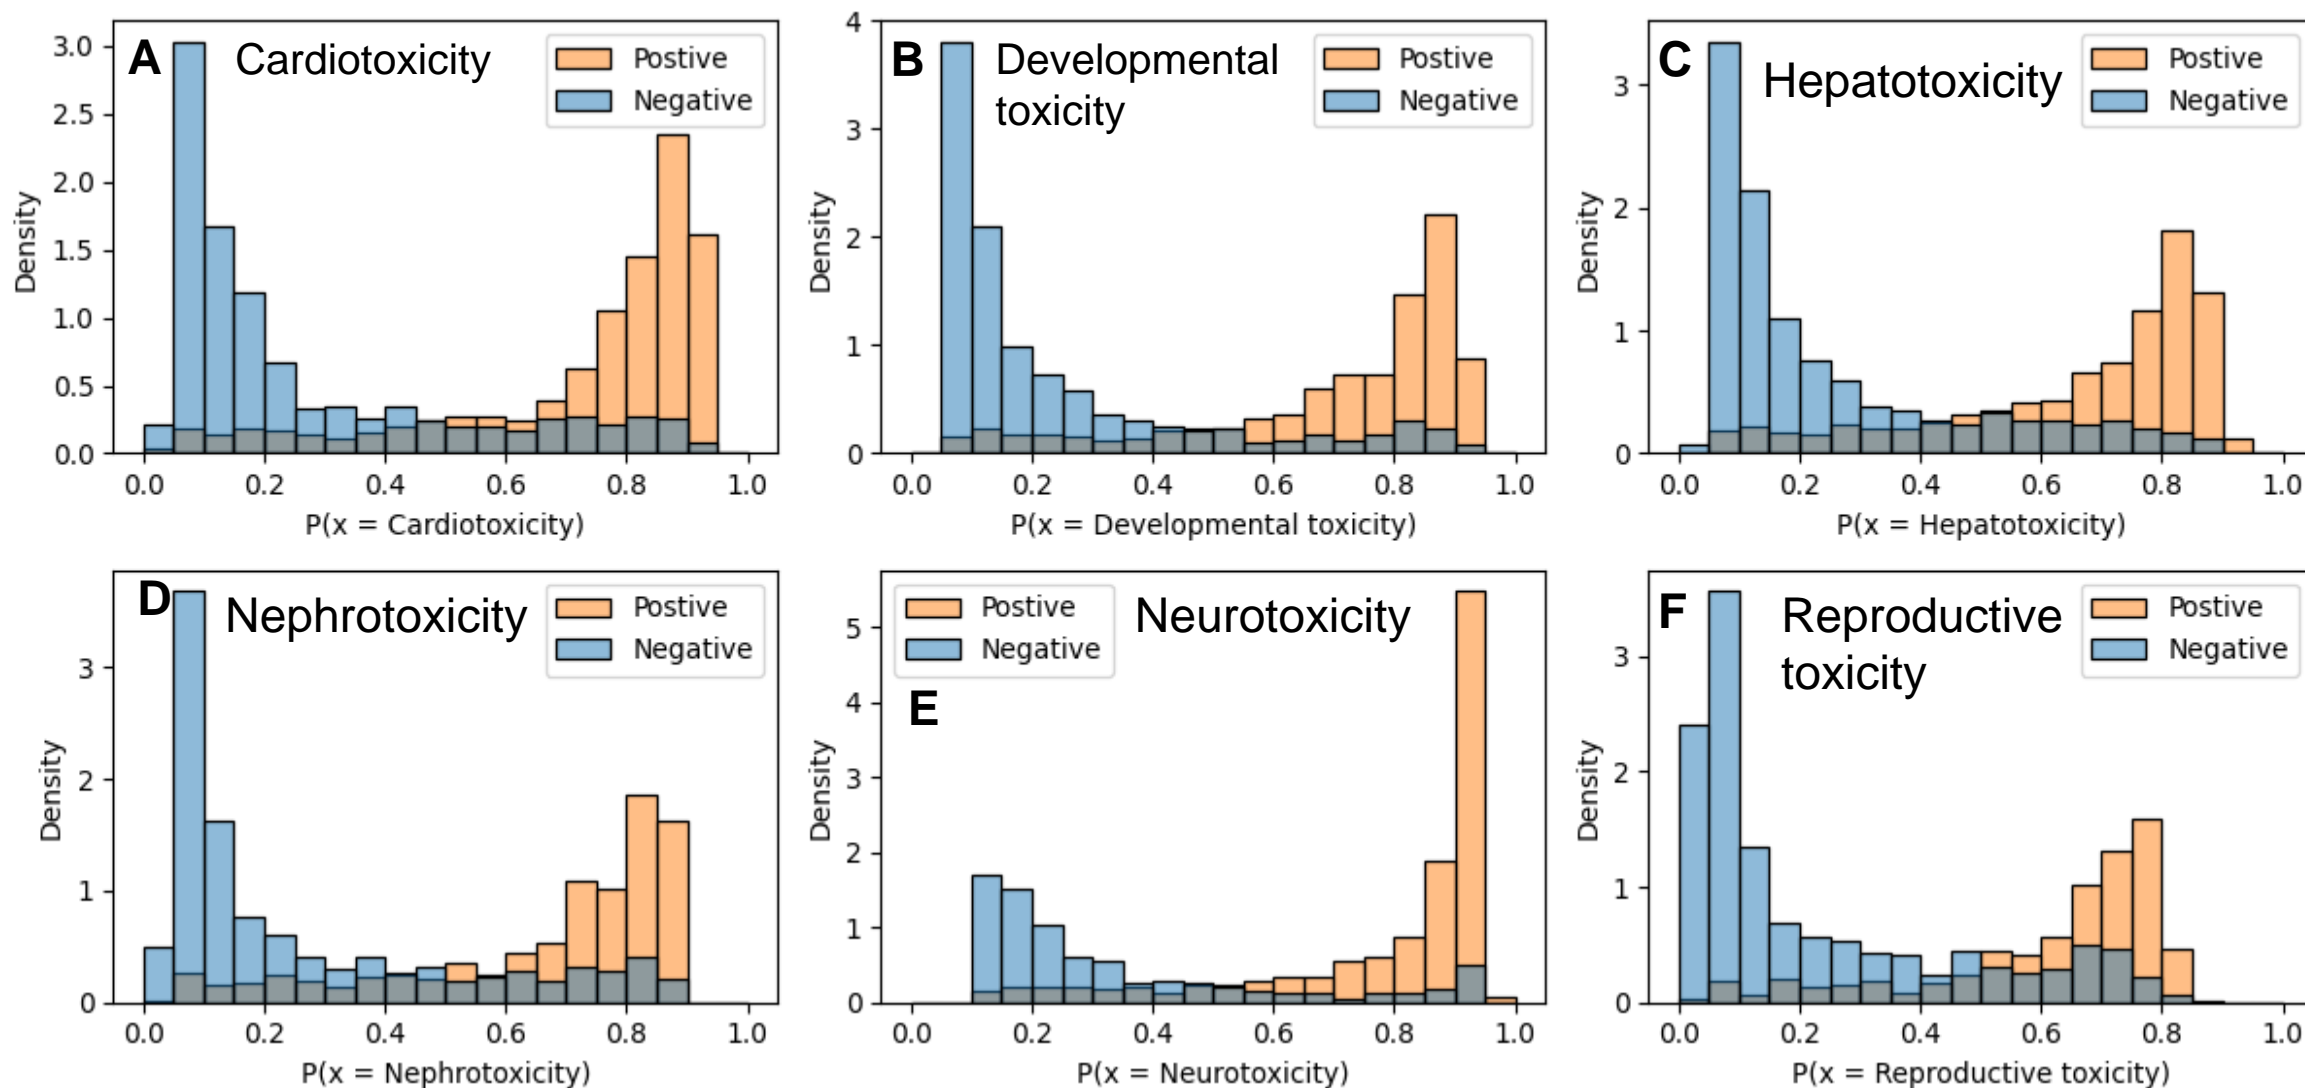 A Cardiotoxicity
Postive
Negative
3.0
2.5
2.0
1.5
1.0
0.5
0.0
Density
0.0 0.2 0.4 0.6 0.8 1.0
P(x = Cardiotoxicity)
B Developmental
toxicity
Postive
Negative
4
3
2
1
0
Density
0.0 0.2 0.4 0.6 0.8 1.0
P(x = Developmental toxicity)
C Hepatotoxicity
Postive
Negative
3
2
1
0
Density
0.0 0.2 0.4 0.6 0.8 1.0
P(x = Hepatotoxicity)
D Nephrotoxicity
Postive
Negative
3
2
1
0
Density
0.0 0.2 0.4 0.6 0.8 1.0
P(x = Nephrotoxicity)
Postive
Negative
Neurotoxicity
E
5
4
3
2
1
0
Density
0.0 0.2 0.4 0.6 0.8 1.0
P(x = Neurotoxicity)
F Reproductive
toxicity
Postive
Negative
3
2
1
0
Density
0.0 0.2 0.4 0.6 0.8 1.0
P(x = Reproductive toxicity)